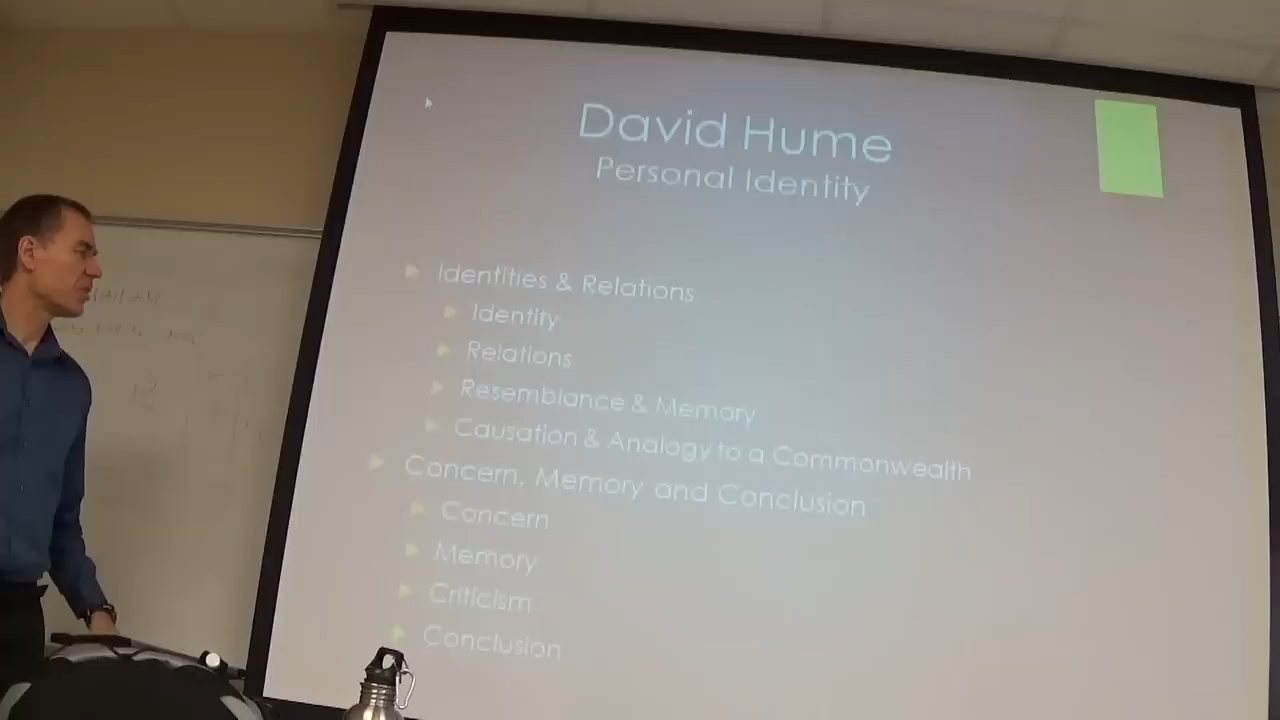 David Hume
Personal Identity
Identities & Relations
Identity
Relations
Resemblance & Memory
Causation & Analogy to a Commonwealth
Concern, Memory and Conclusion
Concern
Memory
Criticism
Conclusion